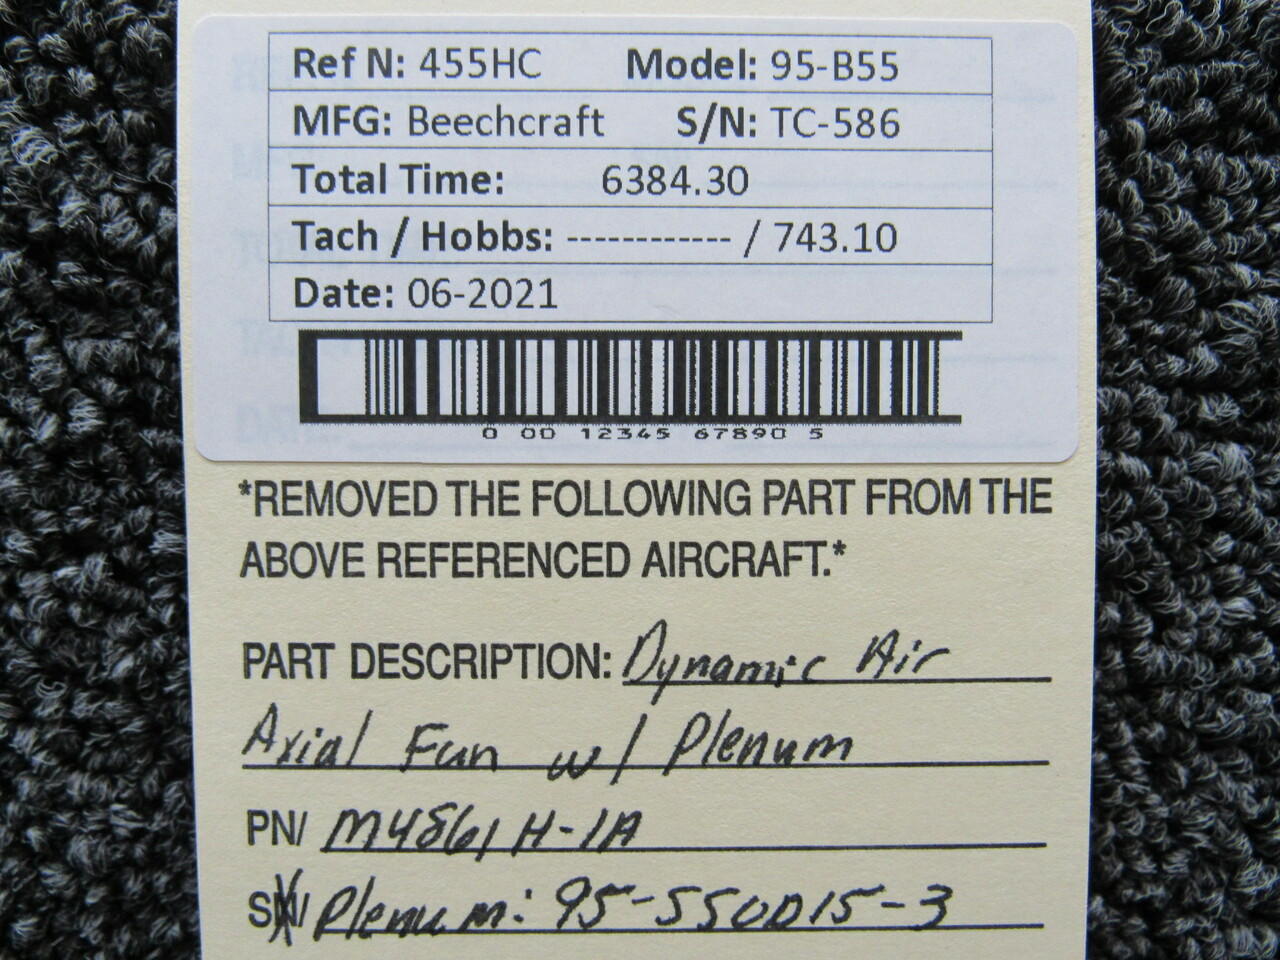 Ref N: 455HC Model: 95-B55
MFG: Beechcraft S/N: TC-586
Total Time: 6384.30
Tach / Hobbs: ------------ / 743.10
Date: 06-2021
0 00 12345 67890 5
*REMOVED THE FOLLOWING PART FROM THE
ABOVE REFERENCED AIRCRAFT.*
PART DESCRIPTION: Dynamic Air
Axial Fan w/ Plenum
PN/ M4861H-1A
SN/ Plenum: 95-550015-3